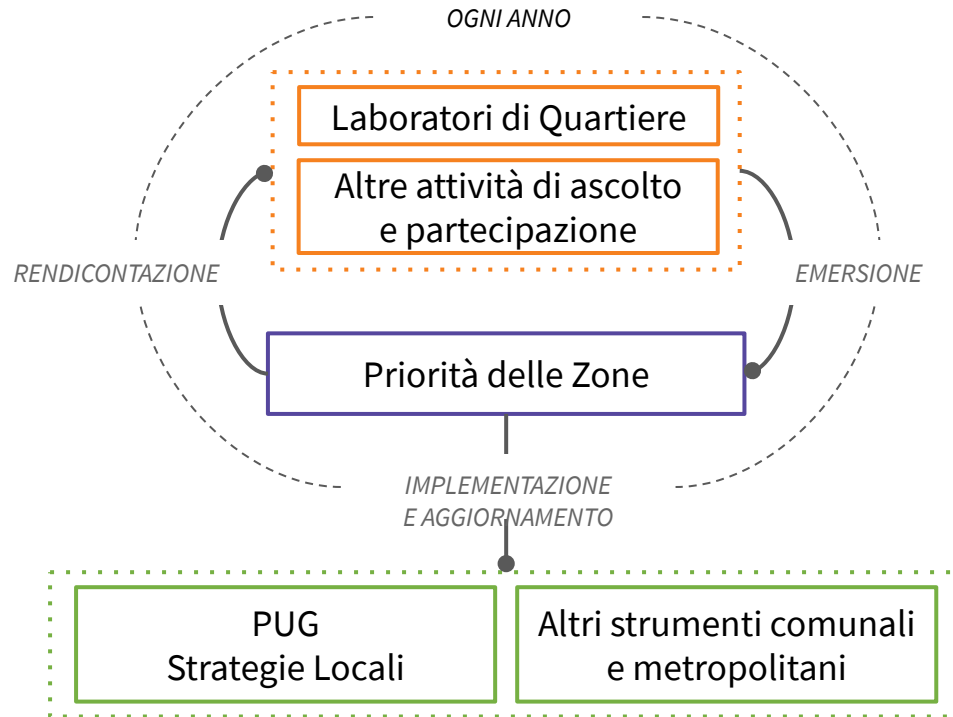 OGNI ANNO
Laboratori di Quartiere
Altre attività di ascolto
e partecipazione
RENDICONTAZIONE
EMERSIONE
Priorità delle Zone
IMPLEMENTAZIONE
E AGGIORNAMENTO
PUG
Strategie Locali
Altri strumenti comunali
e metropolitani